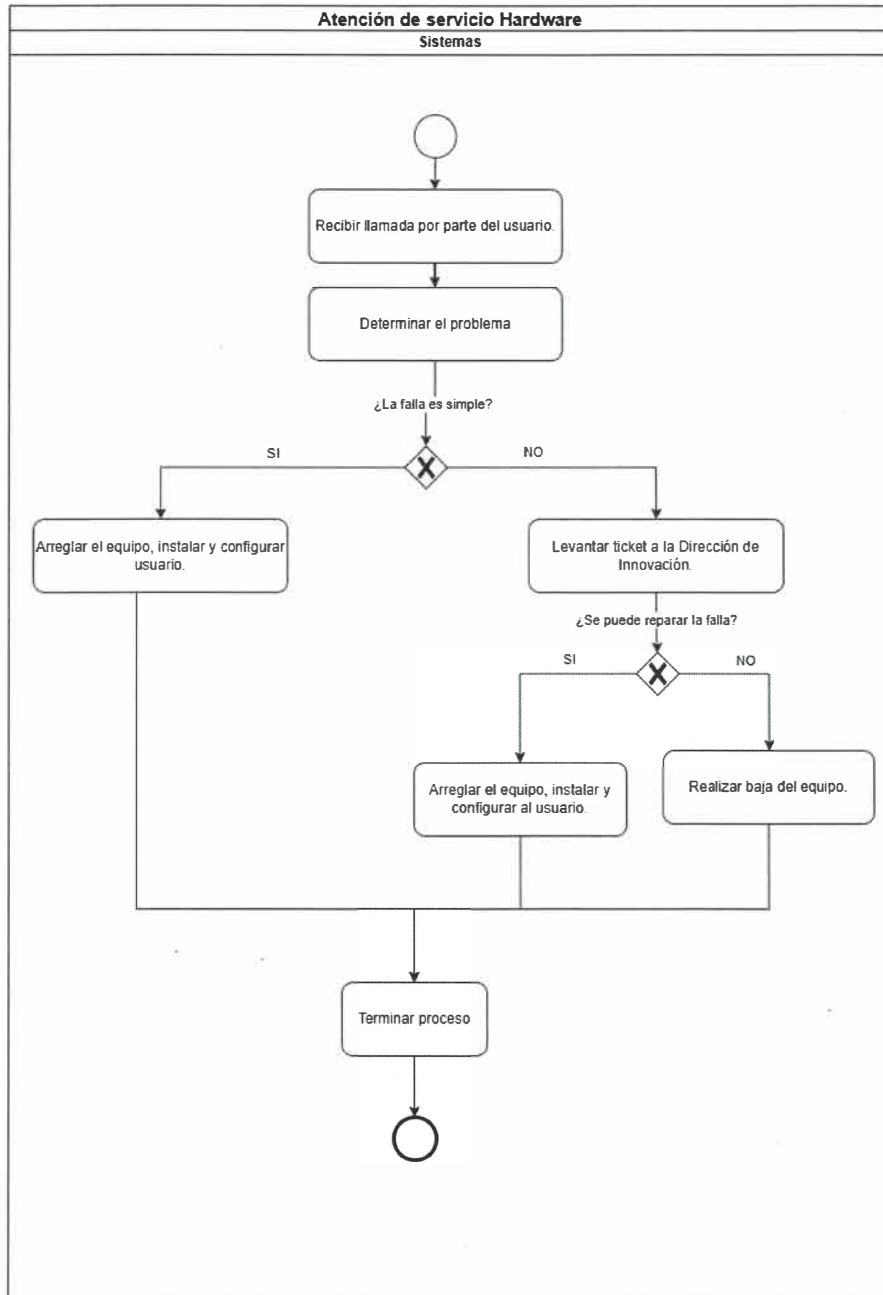 Atención de servicio Hardware
Sistemas
Recibir llamada por parte del usuario.
Determinar el problema
¿La falla es simple?
SI
NO
Arreglar el equipo, instalar y configurar
usuario.
Levantar ticket a la Dirección de
Innovación.
¿Se puede reparar la falla?
SI
NO
Arreglar el equipo, instalar y
configurar al usuario.
Realizar baja del equipo.
Terminar proceso